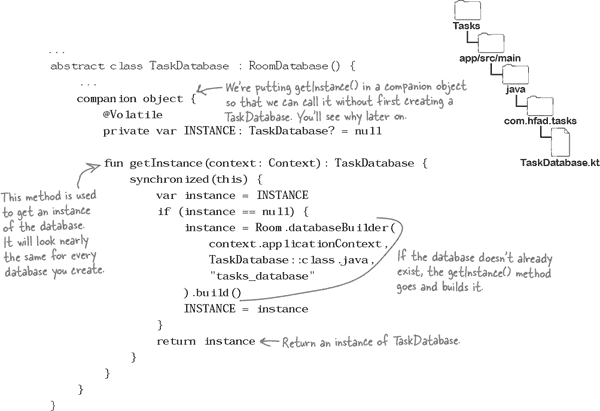 ...
abstract class TaskDatabase : RoomDatabase() {
...
companion object {
@Volatile
private var INSTANCE: TaskDatabase? = null
We're putting getInstance() in a companion object
so that we can call it without first creating a
TaskDatabase. You'll see why later on.
fun getInstance(context: Context): TaskDatabase {
synchronized(this) {
var instance = INSTANCE
if (instance == null) {
instance = Room.databaseBuilder(
context.applicationContext,
TaskDatabase::class.java,
"tasks_database"
).build()
INSTANCE = instance
}
return instance
}
}
}
}
This method is used
to get an instance
of the database.
It will look nearly
the same for every
database you create.
If the database doesn't already
exist, the getInstance() method
goes and builds it.
Return an instance of TaskDatabase.
Tasks
app/src/main
java
com.hfad.tasks
TaskDatabase.kt